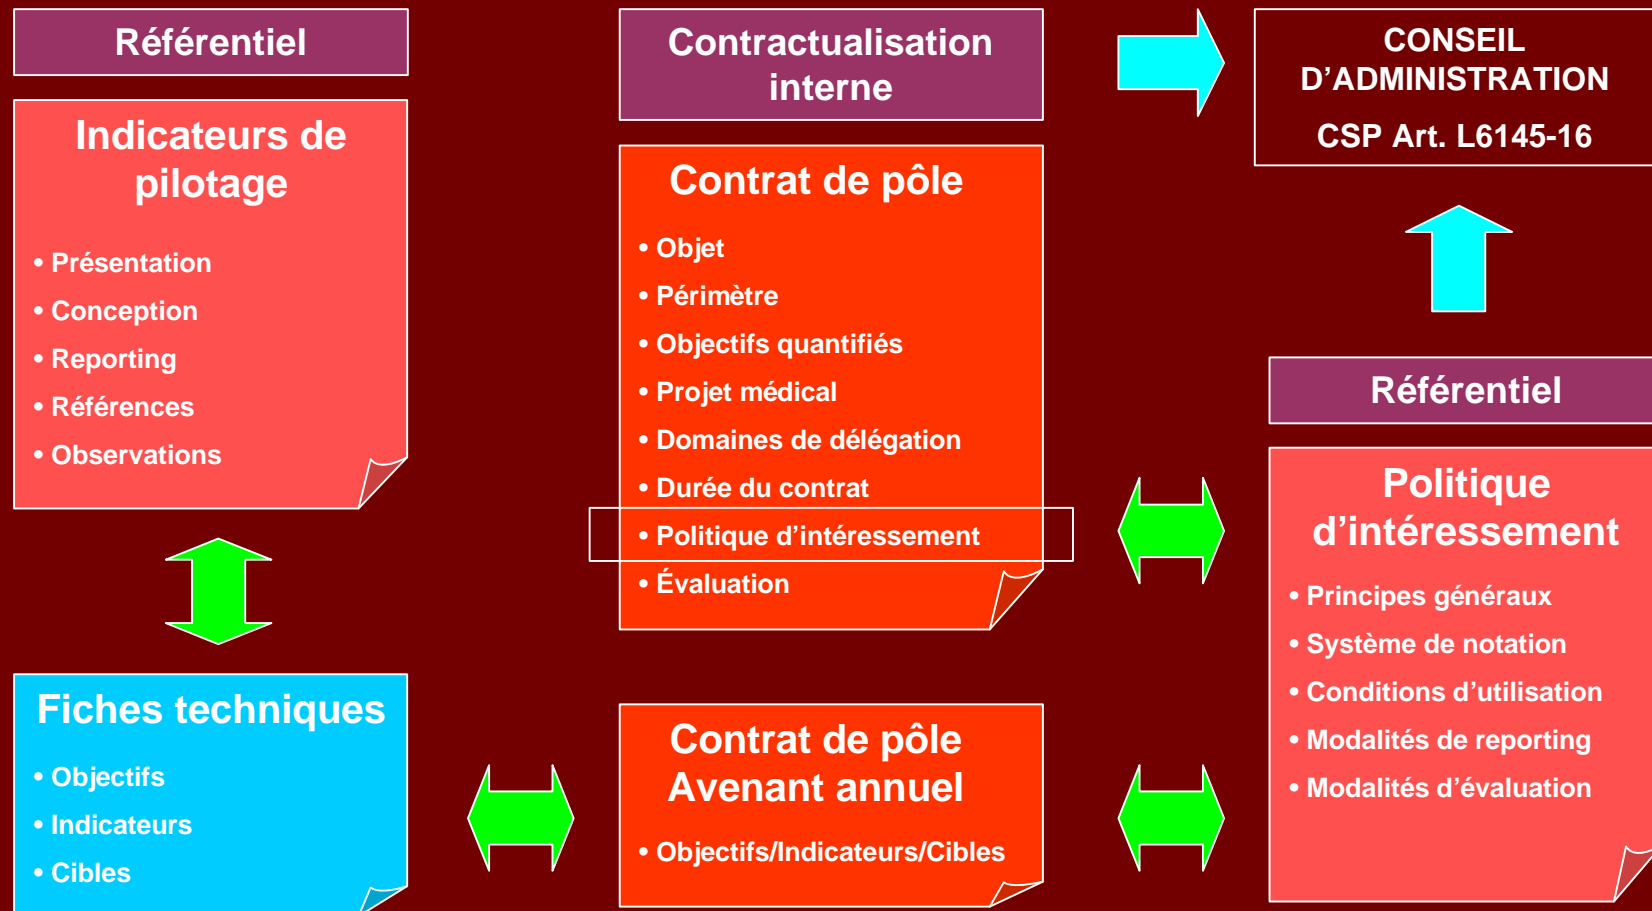 Référentiel
Indicateurs de
pilotage
• Présentation
• Conception
• Reporting
• Références
• Observations
Fiches techniques
• Objectifs
• Indicateurs
• Cibles
Contractualisation
interne
Contrat de pôle
• Objet
• Périmètre
• Objectifs quantifiés
• Projet médical
• Domaines de délégation
• Durée du contrat
• Politique d'intéressement
• Évaluation
Contrat de pôle
Avenant annuel
• Objectifs/Indicateurs/Cibles
CONSEIL
D'ADMINISTRATION
CSP Art. L6145-16
Référentiel
Politique
d'intéressement
• Principes généraux
• Système de notation
• Conditions d'utilisation
• Modalités de reporting
• Modalités d'évaluation